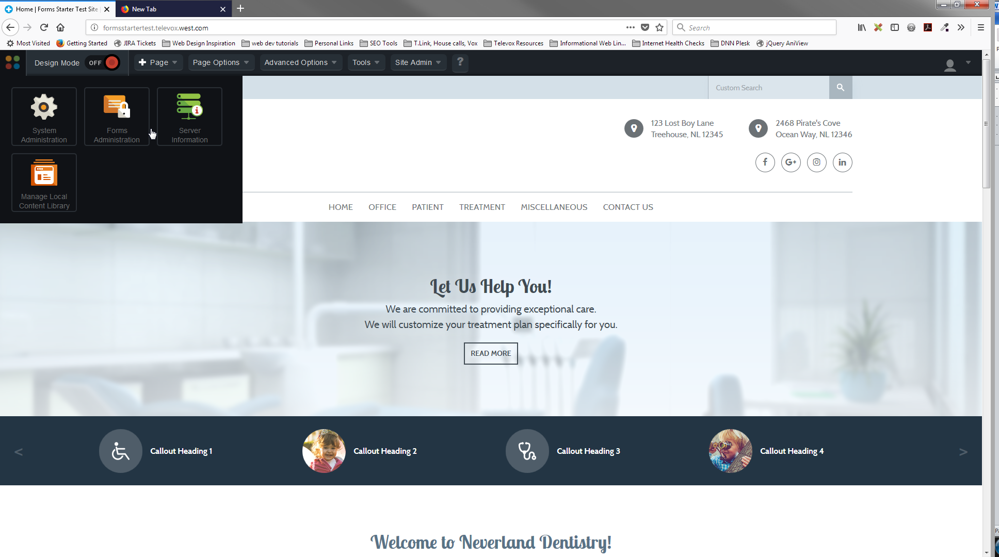 Home | Forms Starter Test Site
New Tab
formsstartertest.televox.west.com
Search
Most Visited
Getting Started
JIRA Tickets
Web Design Inspiration
web dev tutorials
Personal Links
SEO Tools
T.Link, House calls, Vox
Televox Resources
Informational Web Lin...
Internet Health Checks
DNN Plesk
jQuery AniView
Design Mode
OFF
Page
Page Options
Advanced Options
Tools
Site Admin
?
System
Administration
Forms
Administration
Server
Information
Manage Local
Content Library
Custom Search
123 Lost Boy Lane
Treehouse, NL 12345
2468 Pirate's Cove
Ocean Way, NL 12346
f
G+
in
HOME
OFFICE
PATIENT
TREATMENT
MISCELLANEOUS
CONTACT US
Let Us Help You!
We are committed to providing exceptional care.
We will customize your treatment plan specifically for you.
READ MORE
<
Callout Heading 1
Callout Heading 2
Callout Heading 3
Callout Heading 4
>
Welcome to Neverland Dentistry!